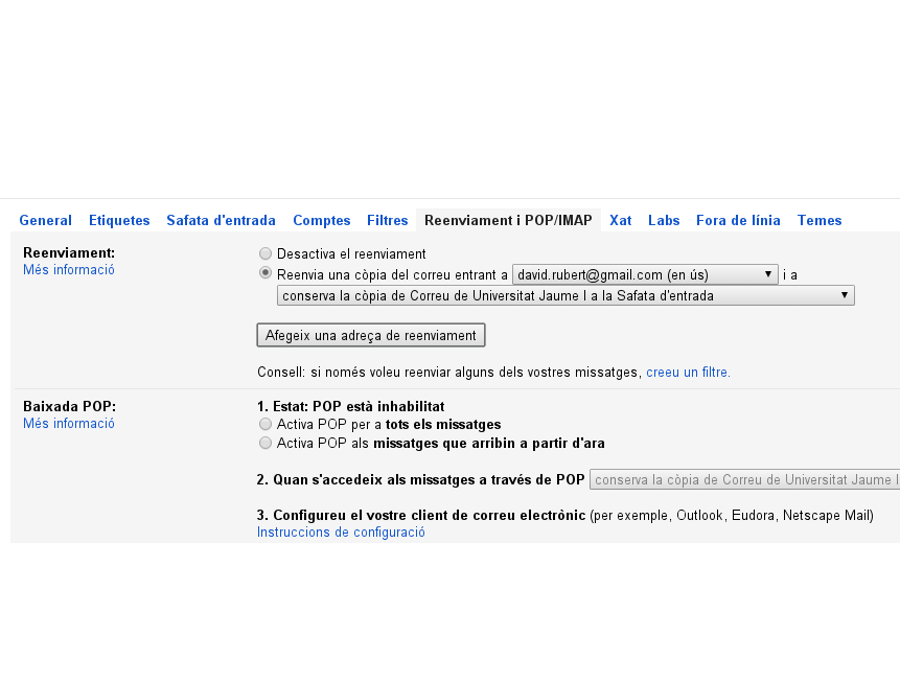 General Etiquetes Safata d'entrada Comptes Filtres Reenviament i POP/IMAP Xat Labs Fora de línia Temes
Reenviament: Desactiva el reenviament
Més informació
Reenvia una còpia del correu entrant a david.rubert@gmail.com (en ús) i a
conserva la còpia de Correu de Universitat Jaume I a la Safata d'entrada
Afegeix una adreça de reenviament
Consell: si només voleu reenviar alguns dels vostres missatges, creeu un filtre.
Baixada POP: 1. Estat: POP està inhabilitat
Més informació Activa POP per a tots els missatges
Activa POP als missatges que arribin a partir d'ara
2. Quan s'accedeix als missatges a través de POP conserva la còpia de Correu de Universitat Jaume I
3. Configureu el vostre client de correu electrònic (per exemple, Outlook, Eudora, Netscape Mail)
Instruccions de configuració